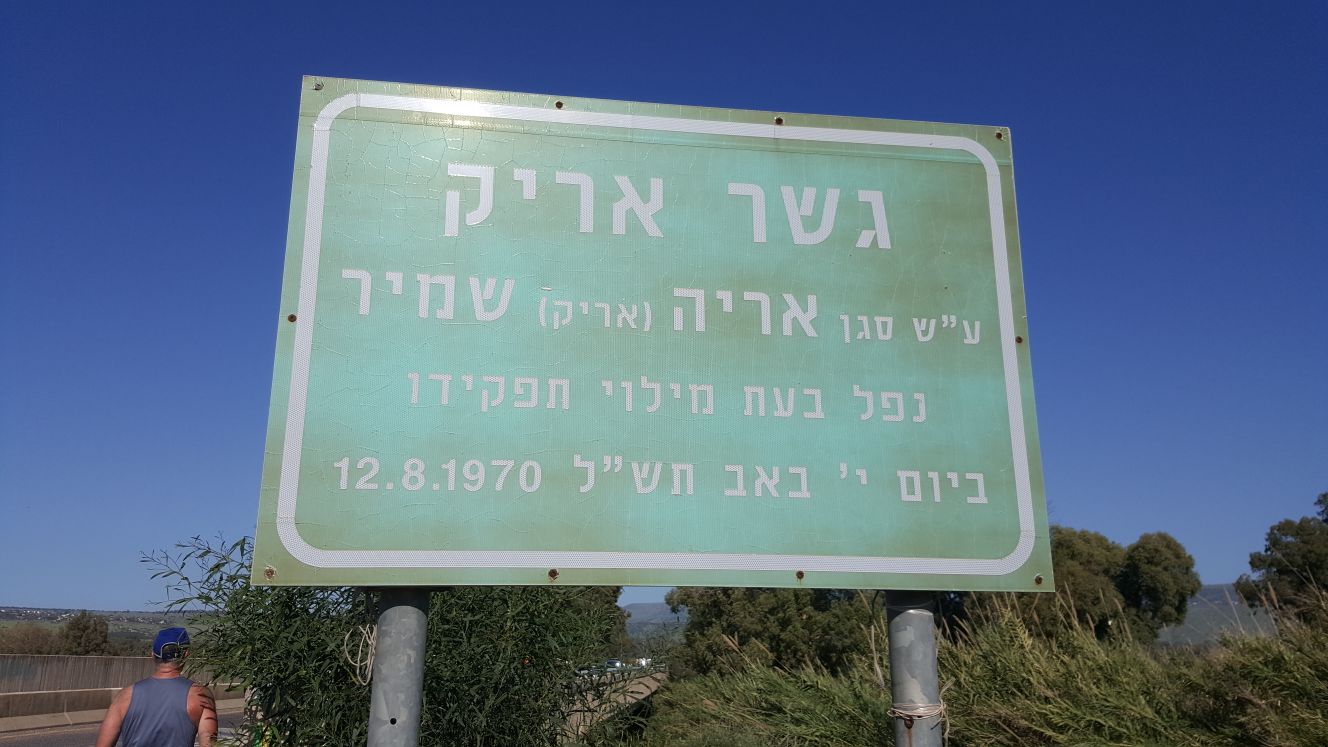 גשר אריק
ע"ש סגן אריה (אריק) שמיר
נפל בעת מילוי תפקידו
ביום י' באב תש"ל 12.8.1970